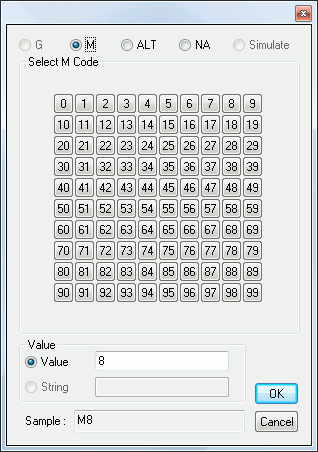 G M ALT NA Simulate
Select M Code
0 1 2 3 4 5 6 7 8 9
10 11 12 13 14 15 16 17 18 19
20 21 22 23 24 25 26 27 28 29
30 31 32 33 34 35 36 37 38 39
40 41 42 43 44 45 46 47 48 49
50 51 52 53 54 55 56 57 58 59
60 61 62 63 64 65 66 67 68 69
70 71 72 73 74 75 76 77 78 79
80 81 82 83 84 85 86 87 88 89
90 91 92 93 94 95 96 97 98 99
Value
Value 8
String
OK
Sample : M8
Cancel